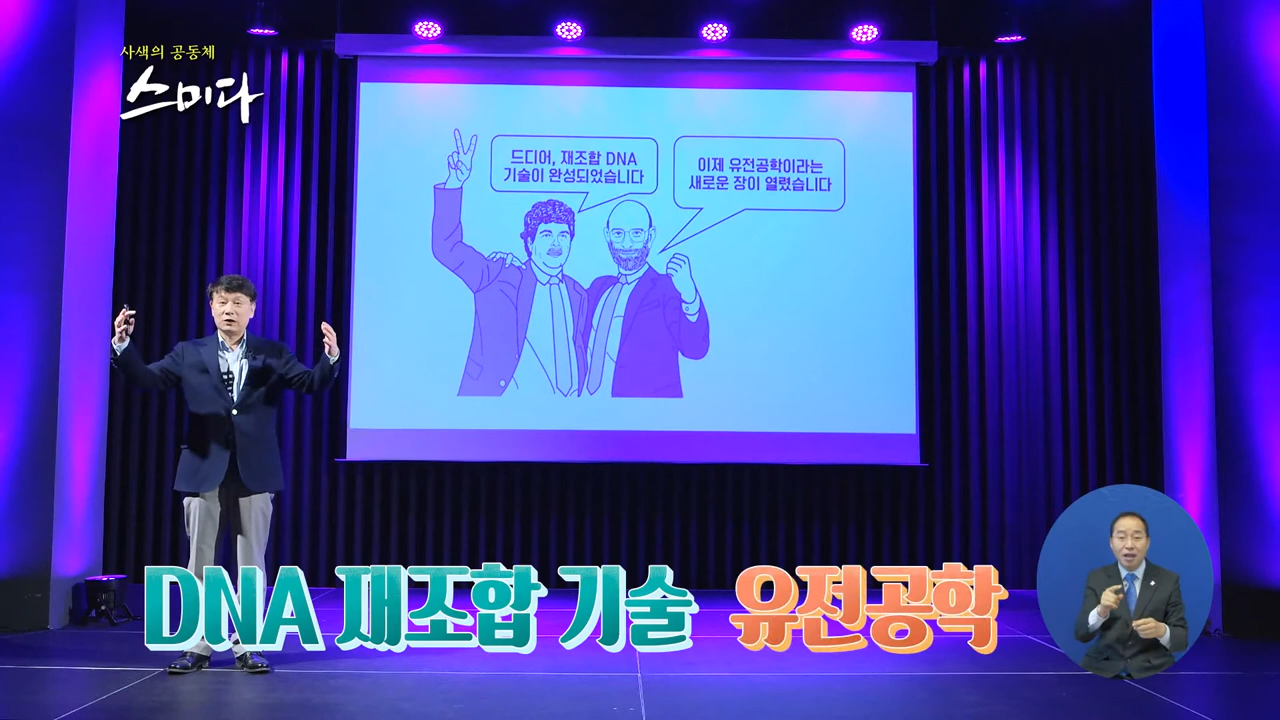 사색의 공동체
스미다
드디어, 재조합 DNA
기술이 완성되었습니다
이제 유전공학이라는
새로운 장이 열렸습니다
DNA 재조합 기술 유전공학